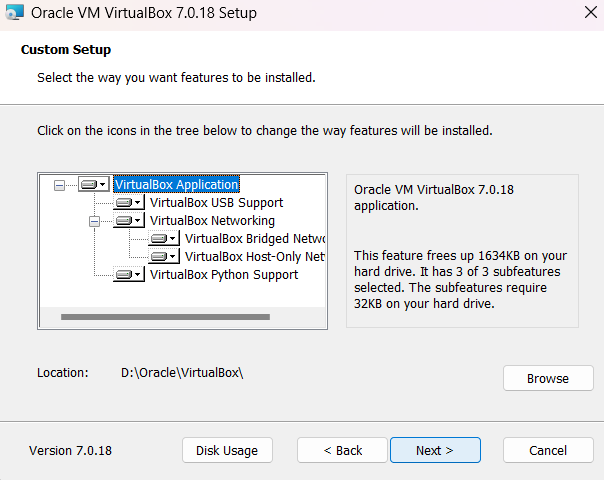 Oracle VM VirtualBox 7.0.18 Setup
Custom Setup
Select the way you want features to be installed.
Click on the icons in the tree below to change the way features will be installed.
VirtualBox Application
VirtualBox USB Support
VirtualBox Networking
VirtualBox Bridged Netwo
VirtualBox Host-Only Net
VirtualBox Python Support
Oracle VM VirtualBox 7.0.18
application.
This feature frees up 1634KB on your
hard drive. It has 3 of 3 subfeatures
selected. The subfeatures require
32KB on your hard drive.
Location: D:\Oracle\VirtualBox\
Browse
Version 7.0.18 Disk Usage < Back Next > Cancel